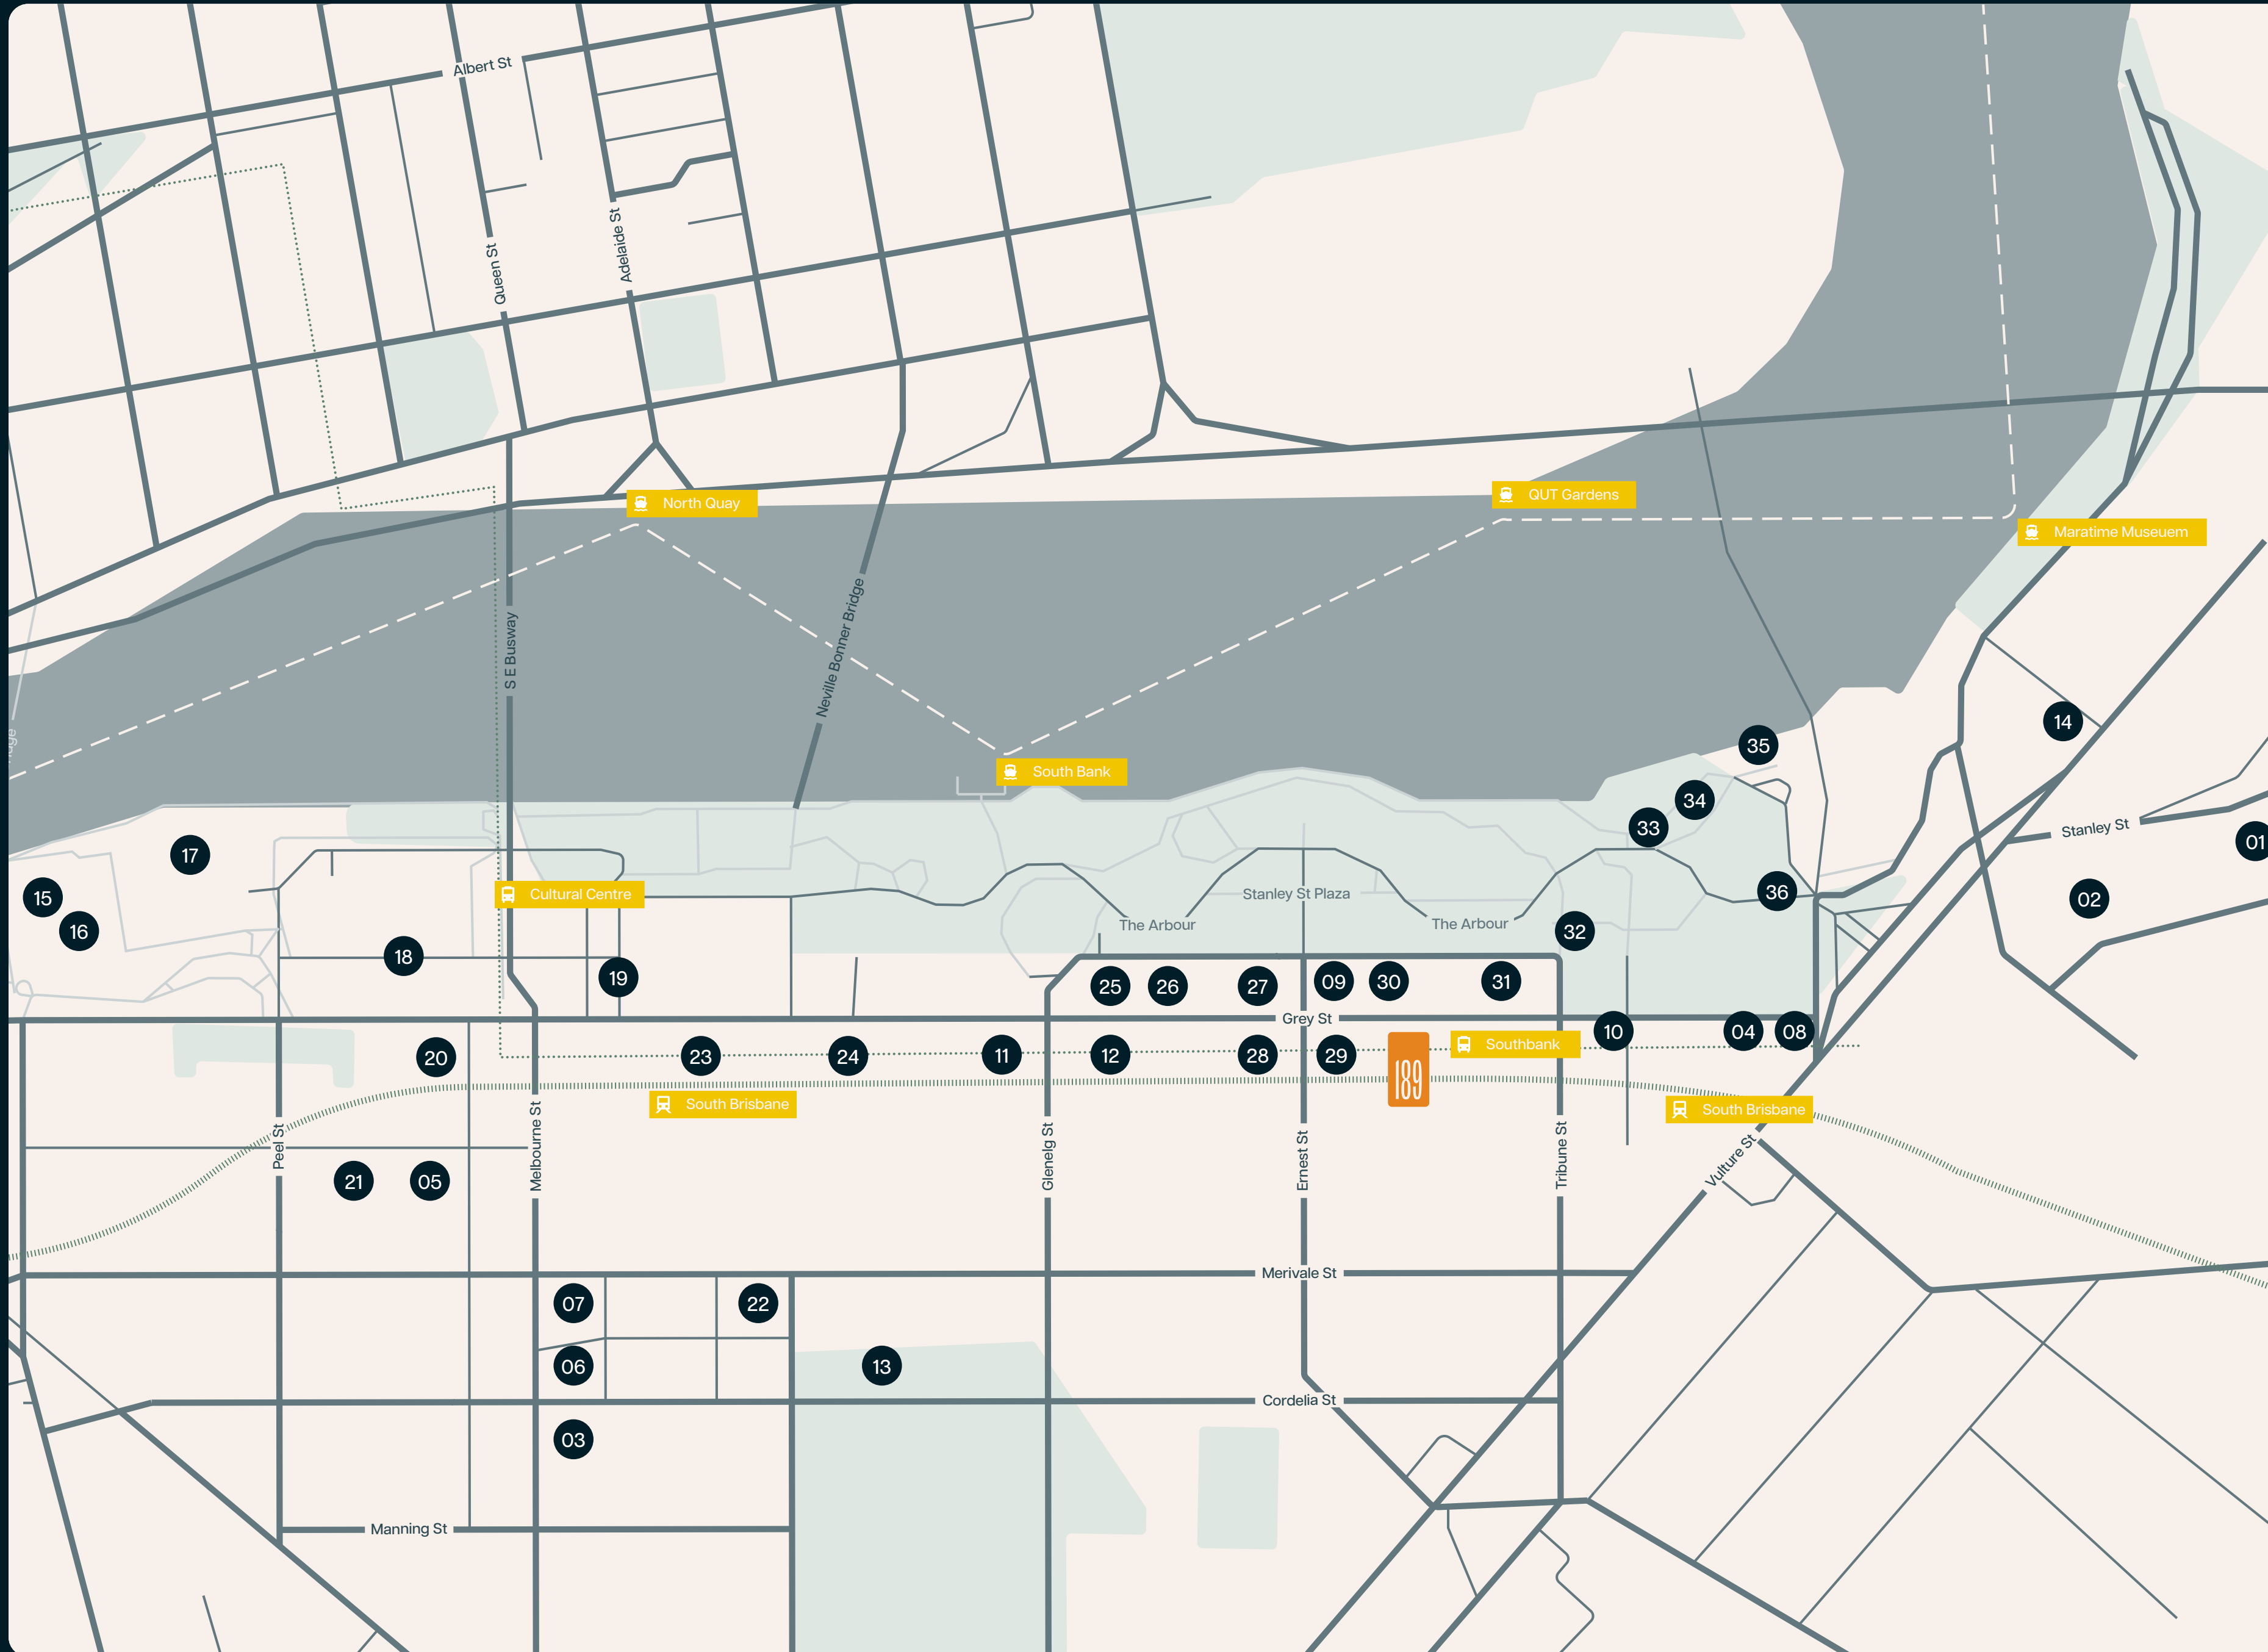 Albert St
Queen St
Adelaide St
North Quay
QUT Gardens
Maratime Museuem
S E Busway
Neville Bonner Bridge
South Bank
14
35
34
33
Stanley St
01
17
15
16
18
Cultural Centre
19
Stanley St Plaza
The Arbour
The Arbour
36
02
32
25
26
27
09
30
31
Grey St
20
23
24
11
12
28
29
189
Southbank
10
04
08
South Brisbane
South Brisbane
Peel St
Melbourne St
Glenelg St
Ernest St
Tribune St
Vulture St
21
05
Merivale St
07
22
06
13
Cordelia St
03
Manning St